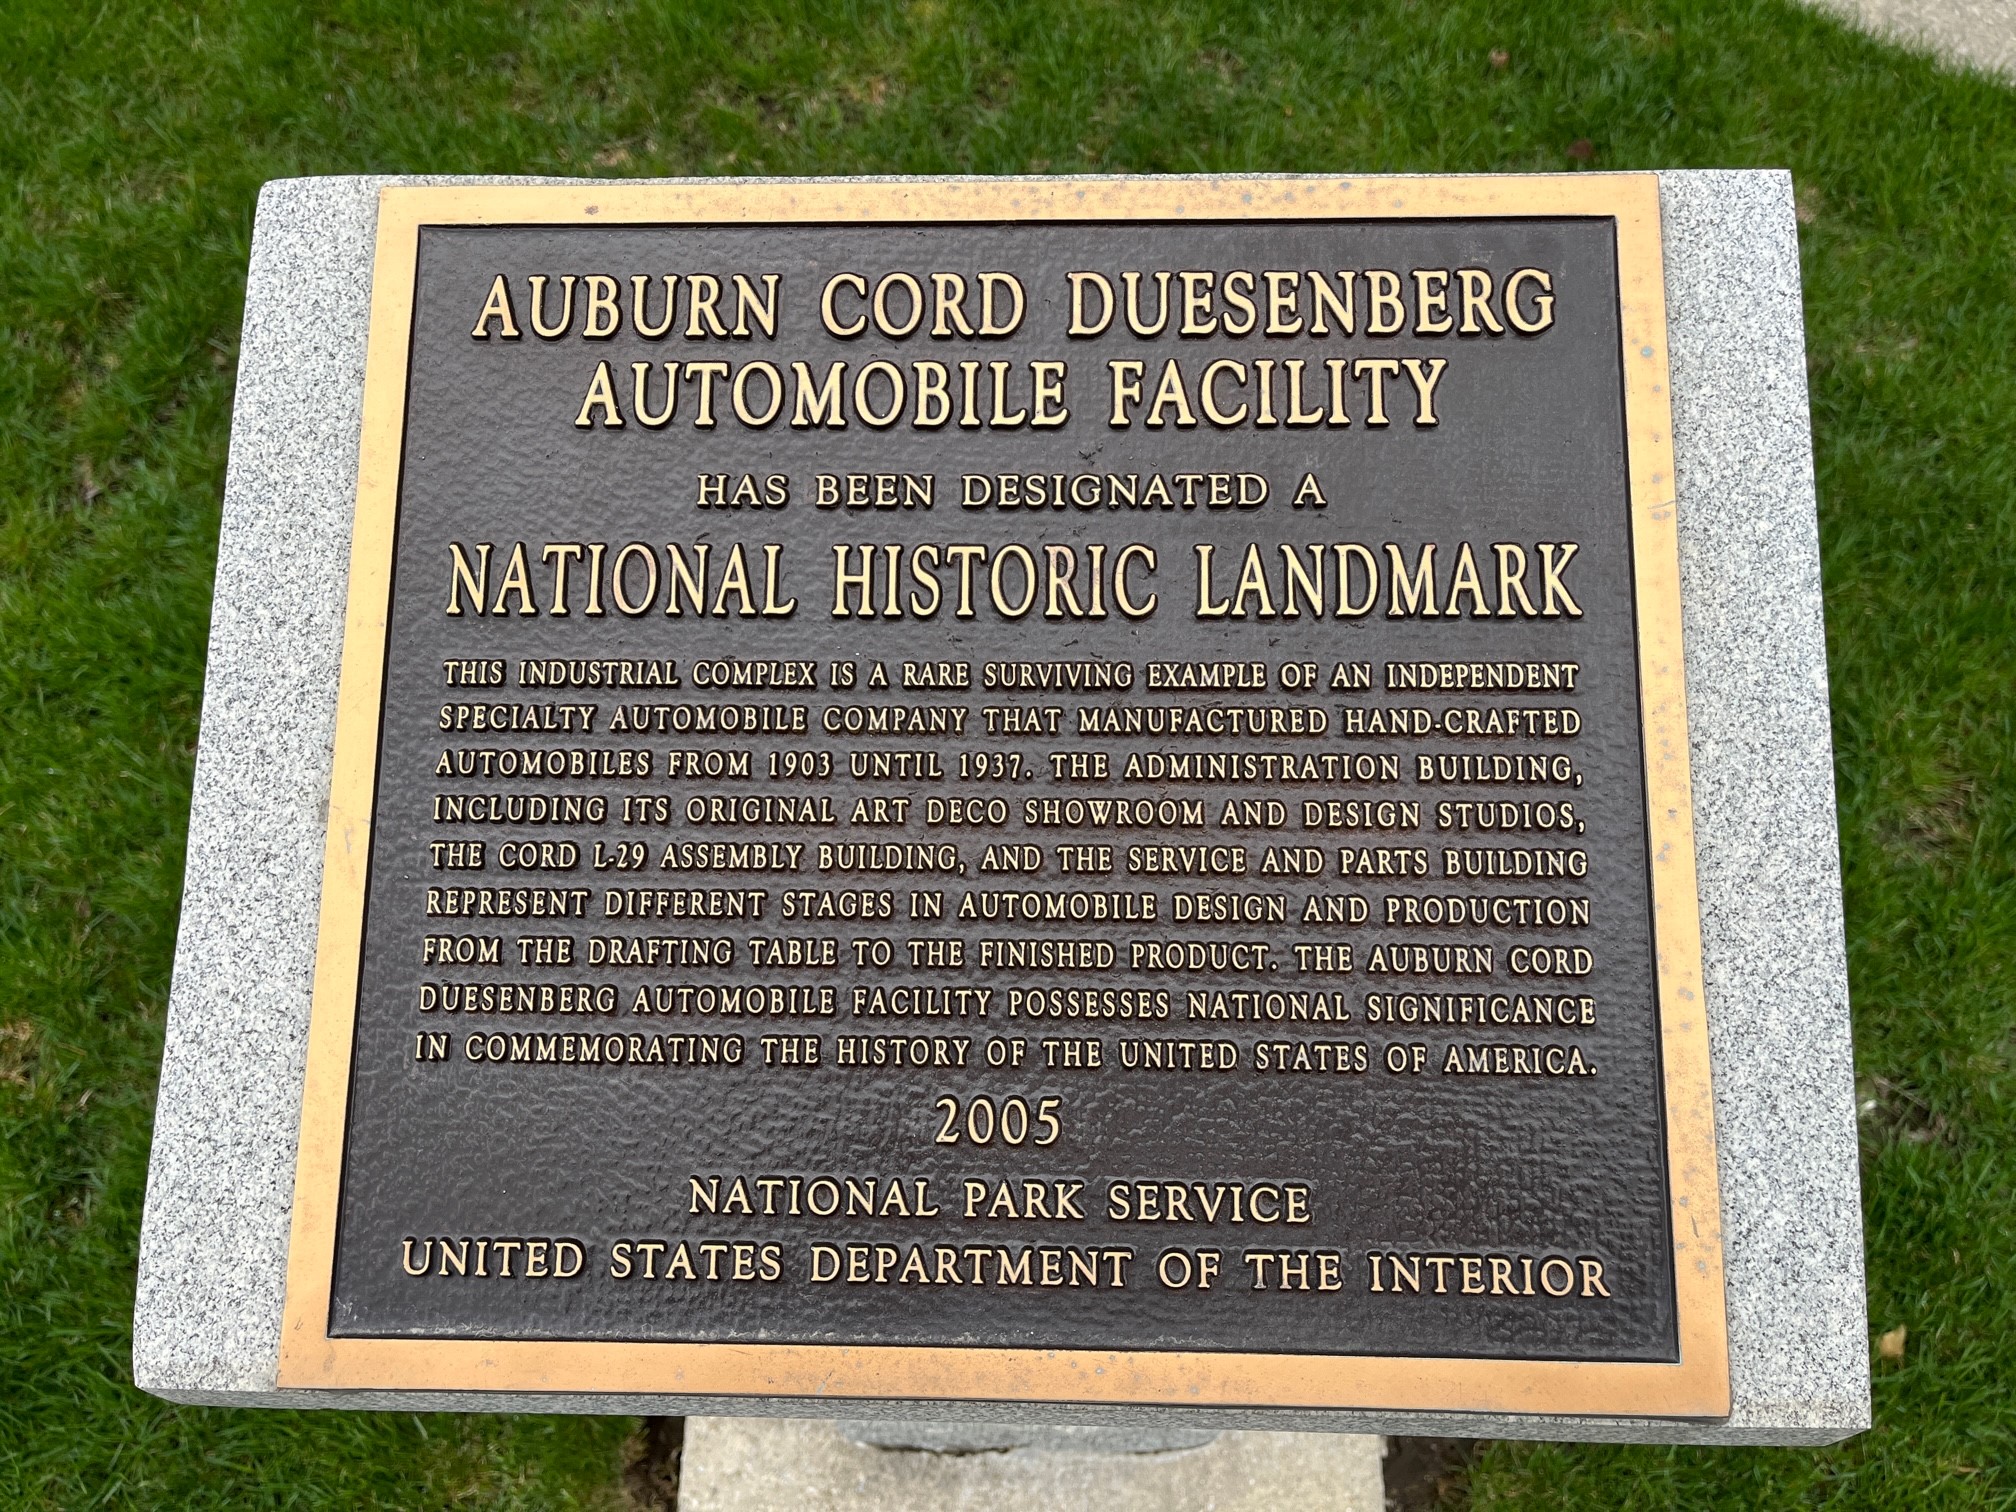 AUBURN CORD DUESENBERG
AUTOMOBILE FACILITY
HAS BEEN DESIGNATED A
NATIONAL HISTORIC LANDMARK
THIS INDUSTRIAL COMPLEX IS A RARE SURVIVING EXAMPLE OF AN INDEPENDENT
SPECIALTY AUTOMOBILE COMPANY THAT MANUFACTURED HAND-CRAFTED
AUTOMOBILES FROM 1903 UNTIL 1937. THE ADMINISTRATION BUILDING,
INCLUDING ITS ORIGINAL ART DECO SHOWROOM AND DESIGN STUDIOS,
THE CORD L-29 ASSEMBLY BUILDING, AND THE SERVICE AND PARTS BUILDING
REPRESENT DIFFERENT STAGES IN AUTOMOBILE DESIGN AND PRODUCTION
FROM THE DRAFTING TABLE TO THE FINISHED PRODUCT. THE AUBURN CORD
DUESENBERG AUTOMOBILE FACILITY POSSESSES NATIONAL SIGNIFICANCE
IN COMMEMORATING THE HISTORY OF THE UNITED STATES OF AMERICA.
2005
NATIONAL PARK SERVICE
UNITED STATES DEPARTMENT OF THE INTERIOR